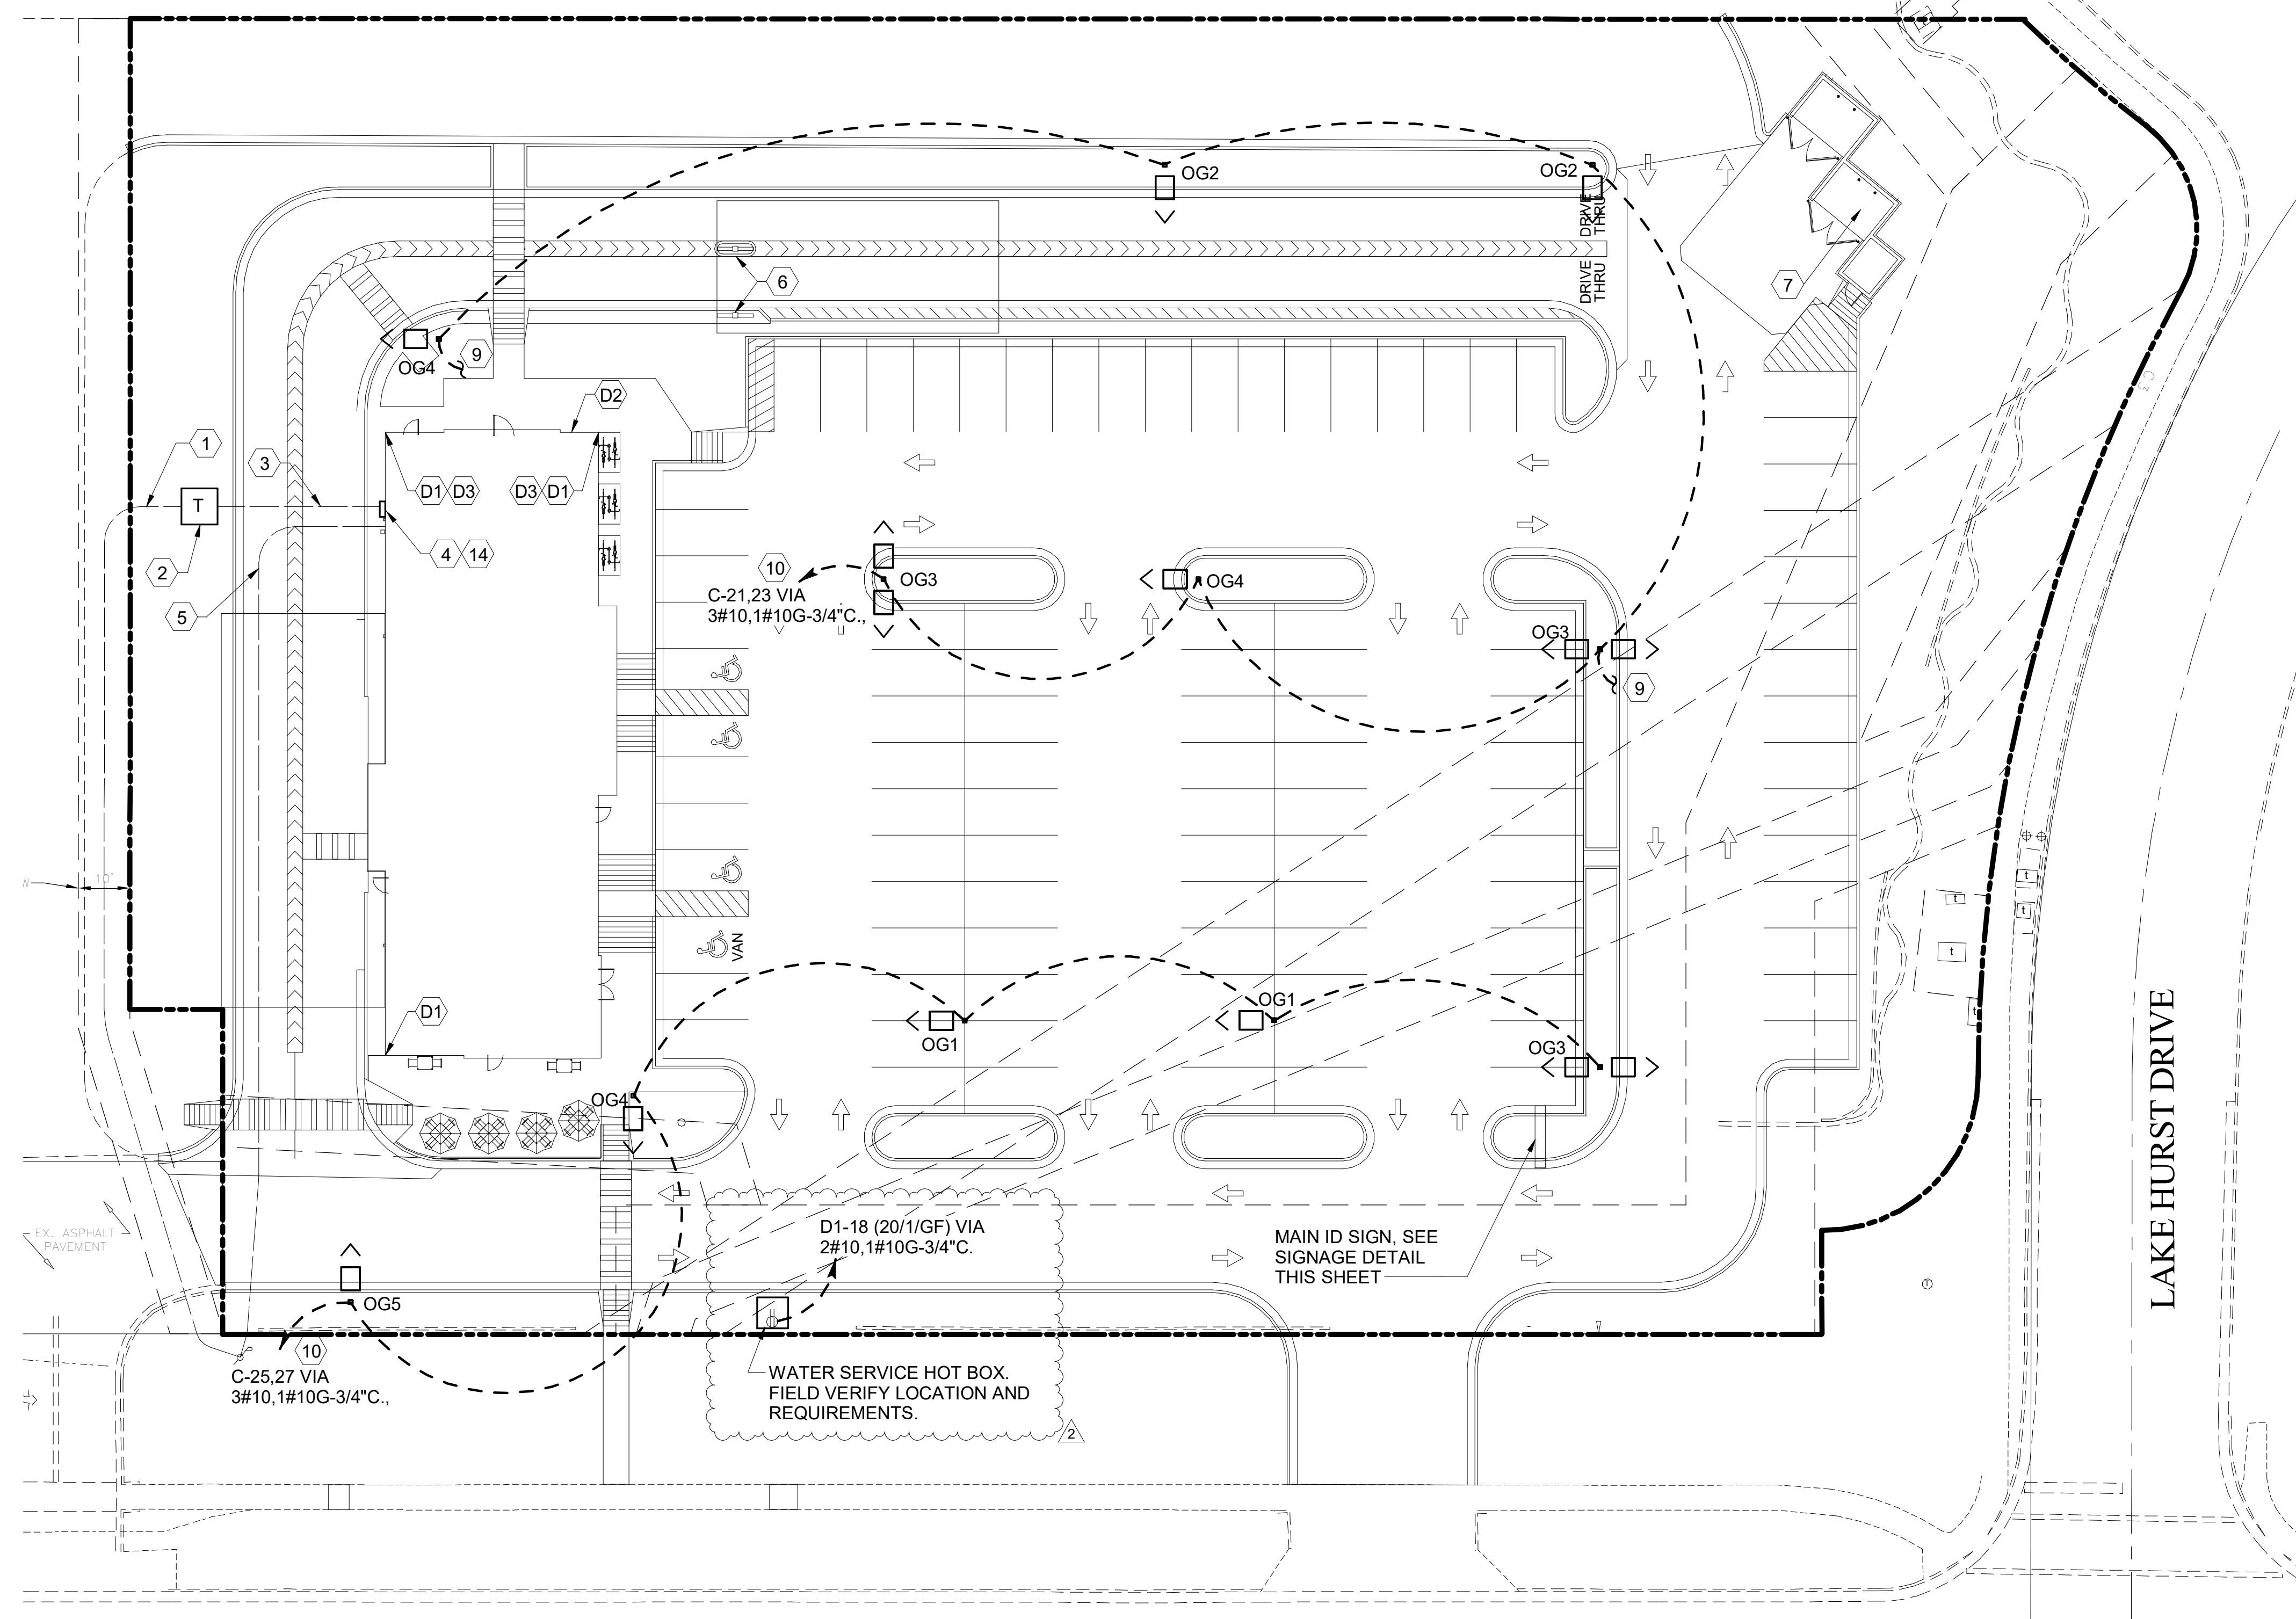 OG2
OG2
DRIVE THRU
DRIVE THRU
6
7
9
OG4
D2
1
3
D1 D3
D3 D1
T
4 14
2
5
C3
10
C-21,23 VIA
3#10,1#10G-3/4"C.,
OG3
OG4
OG3
9
10'
t
t
t
t
t
VAN
D1
OG1
OG1
OG3
OG4
LAKE HURST DRIVE
EX. ASPHALT
PAVEMENT
D1-18 (20/1/GF) VIA
2#10,1#10G-3/4"C.
MAIN ID SIGN, SEE
SIGNAGE DETAIL
THIS SHEET
T
OG5
10
C-25,27 VIA
3#10,1#10G-3/4"C.,
WATER SERVICE HOT BOX.
FIELD VERIFY LOCATION AND
REQUIREMENTS.
2